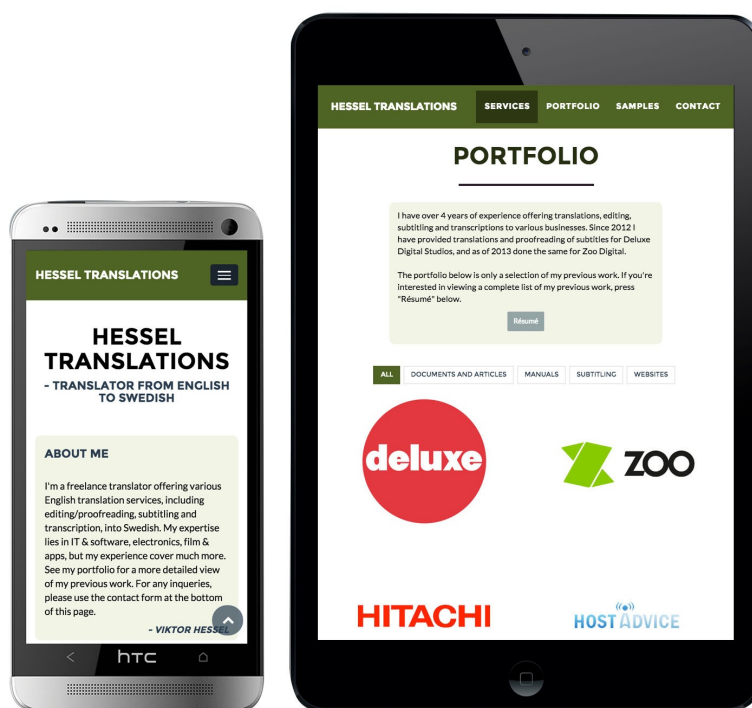 HESSEL TRANSLATIONS
HESSEL
TRANSLATIONS
- TRANSLATOR FROM ENGLISH
TO SWEDISH
ABOUT ME
I'm a freelance translator offering various
English translation services, including
editing/proofreading, subtitling and
transcription, into Swedish. My expertise
lies in IT & software, electronics, film &
apps, but my experience cover much more.
See my portfolio for a more detailed view
of my previous work. For any inqueries,
please use the contact form at the bottom
of this page.
- VIKTOR HESSEL
hTC
HESSEL TRANSLATIONS SERVICES PORTFOLIO SAMPLES CONTACT
PORTFOLIO
I have over 4 years of experience offering translations, editing,
subtitling and transcriptions to various businesses. Since 2012 I
have provided translations and proofreading of subtitles for Deluxe
Digital Studios, and as of 2013 done the same for Zoo Digital.
The portfolio below is only a selection of my previous work. If you're
interested in viewing a complete list of my previous work, press
"Résumé" below.
Résumé
ALL DOCUMENTS AND ARTICLES MANUALS SUBTITLING WEBSITES
deluxe
ZOO
HITACHI
HOSTADVICE